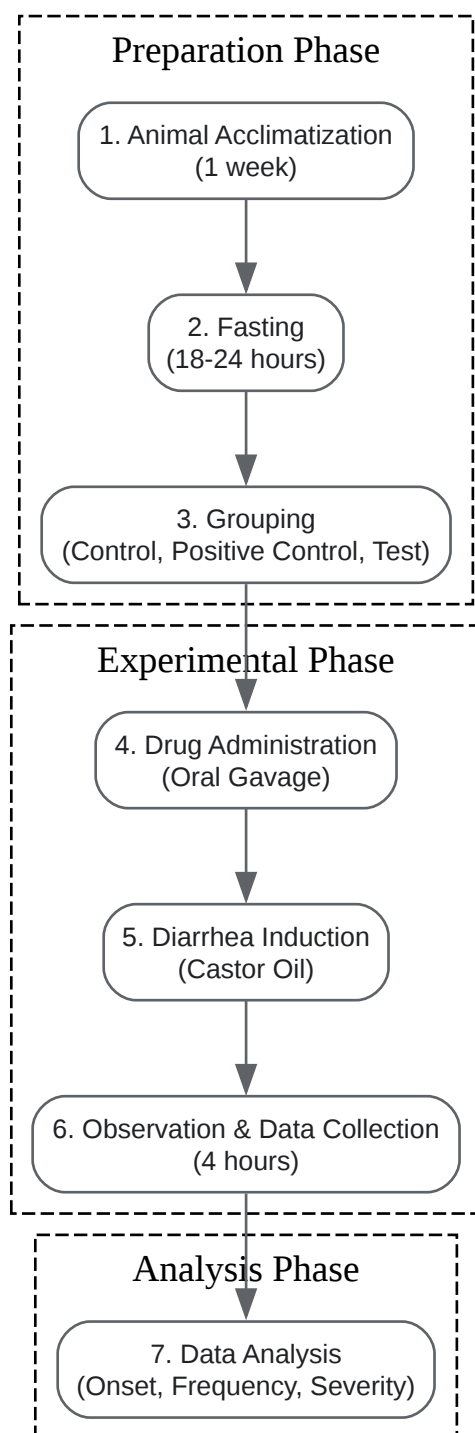 Preparation Phase
1. Animal Acclimatization
(1 week)
2. Fasting
(18-24 hours)
3. Grouping
(Control, Positive Control, Test)
Experimental Phase
4. Drug Administration
(Oral Gavage)
5. Diarrhea Induction
(Castor Oil)
6. Observation & Data Collection
(4 hours)
Analysis Phase
7. Data Analysis
(Onset, Frequency, Severity)